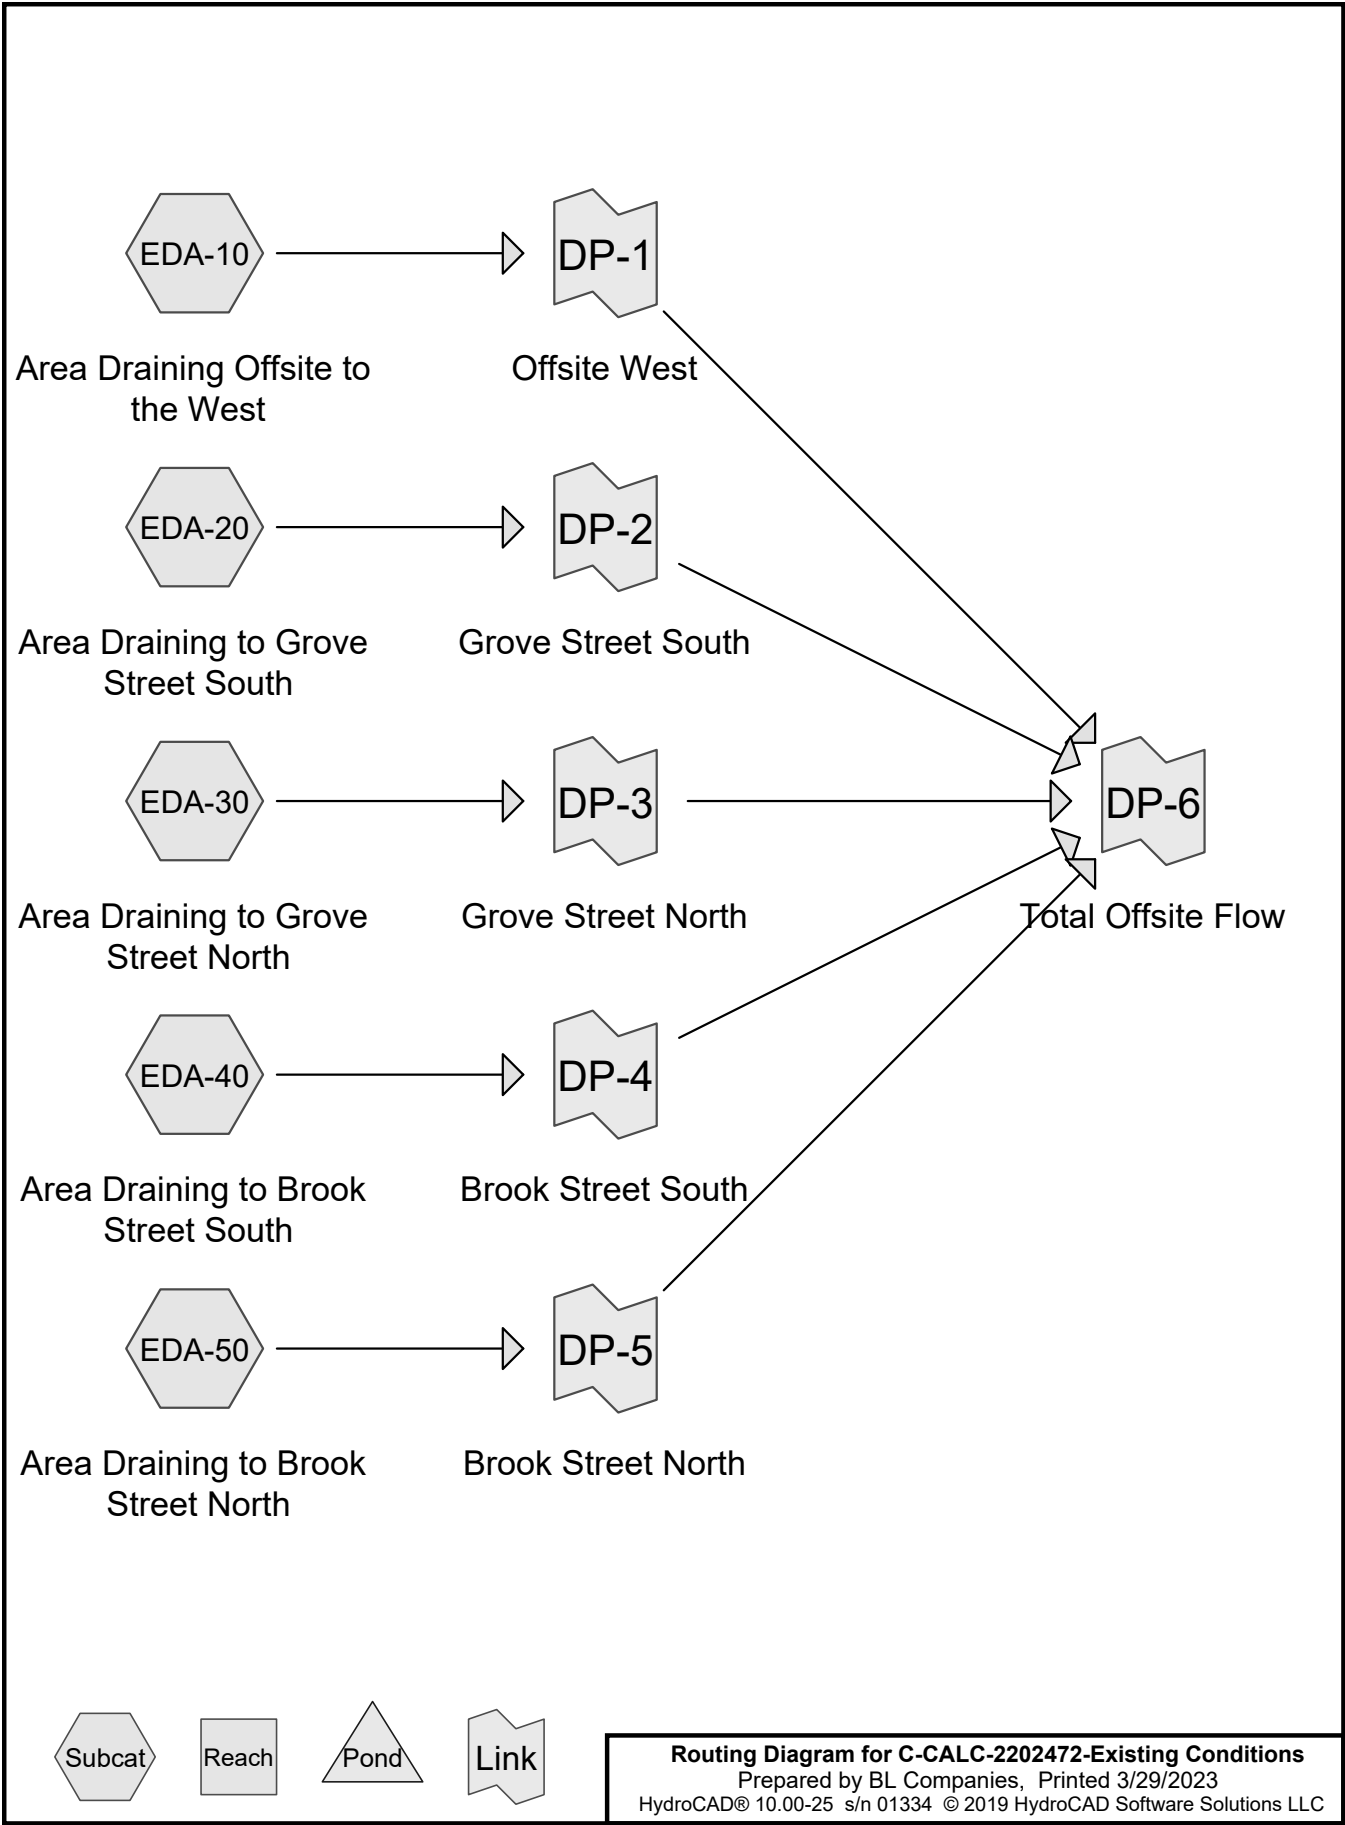 EDA-10
DP-1
Area Draining Offsite to
the West
Offsite West
EDA-20
DP-2
Area Draining to Grove
Street South
Grove Street South
EDA-30
DP-3
DP-6
Area Draining to Grove
Street North
Grove Street North
Total Offsite Flow
EDA-40
DP-4
Area Draining to Brook
Street South
Brook Street South
EDA-50
DP-5
Area Draining to Brook
Street North
Brook Street North
Subcat
Reach
Pond
Link
Routing Diagram for C-CALC-2202472-Existing Conditions
Prepared by BL Companies, Printed 3/29/2023
HydroCAD® 10.00-25 s/n 01334 © 2019 HydroCAD Software Solutions LLC